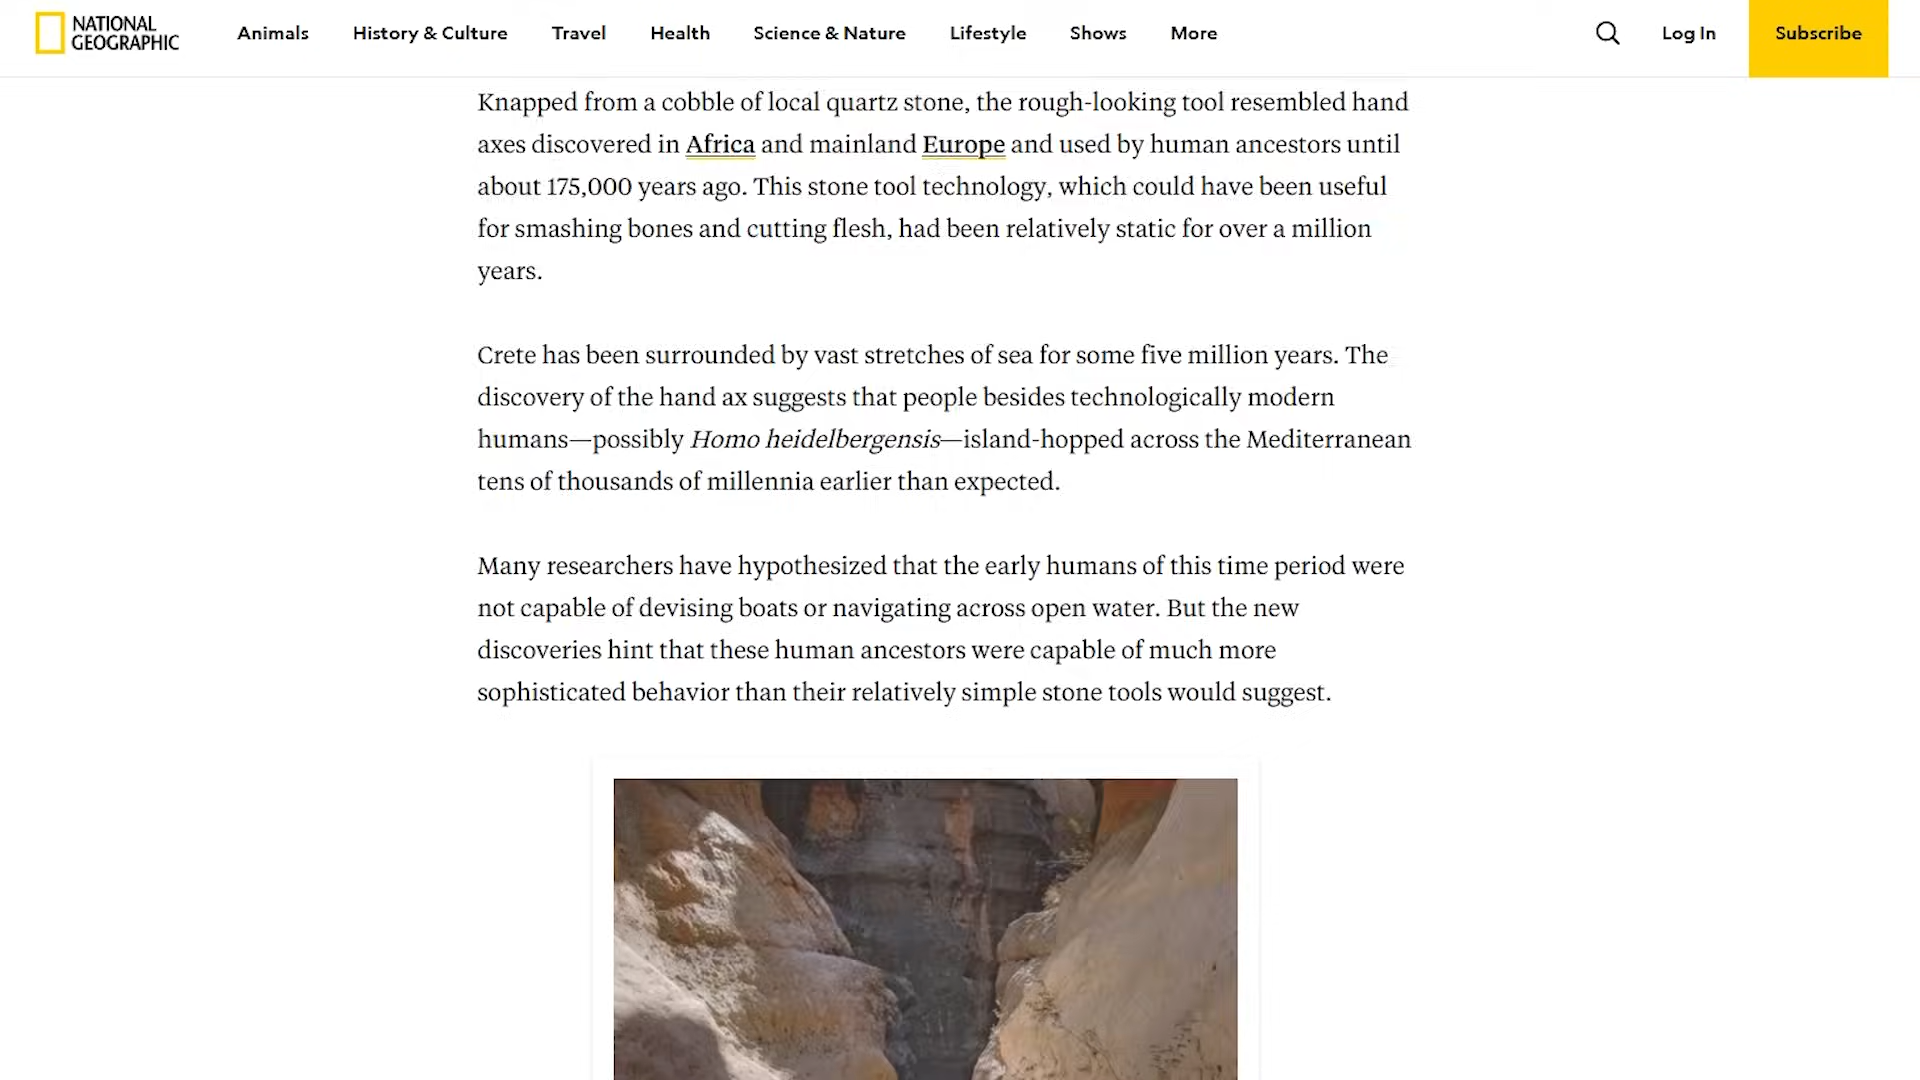 NATIONAL
GEOGRAPHIC
Animals History & Culture Travel Health Science & Nature Lifestyle Shows More Log In Subscribe
Knapped from a cobble of local quartz stone, the rough-looking tool resembled hand
axes discovered in Africa and mainland Europe and used by human ancestors until
about 175,000 years ago. This stone tool technology, which could have been useful
for smashing bones and cutting flesh, had been relatively static for over a million
years.
Crete has been surrounded by vast stretches of sea for some five million years. The
discovery of the hand ax suggests that people besides technologically modern
humans—possibly Homo heidelbergensis—island-hopped across the Mediterranean
tens of thousands of millennia earlier than expected.
Many researchers have hypothesized that the early humans of this time period were
not capable of devising boats or navigating across open water. But the new
discoveries hint that these human ancestors were capable of much more
sophisticated behavior than their relatively simple stone tools would suggest.